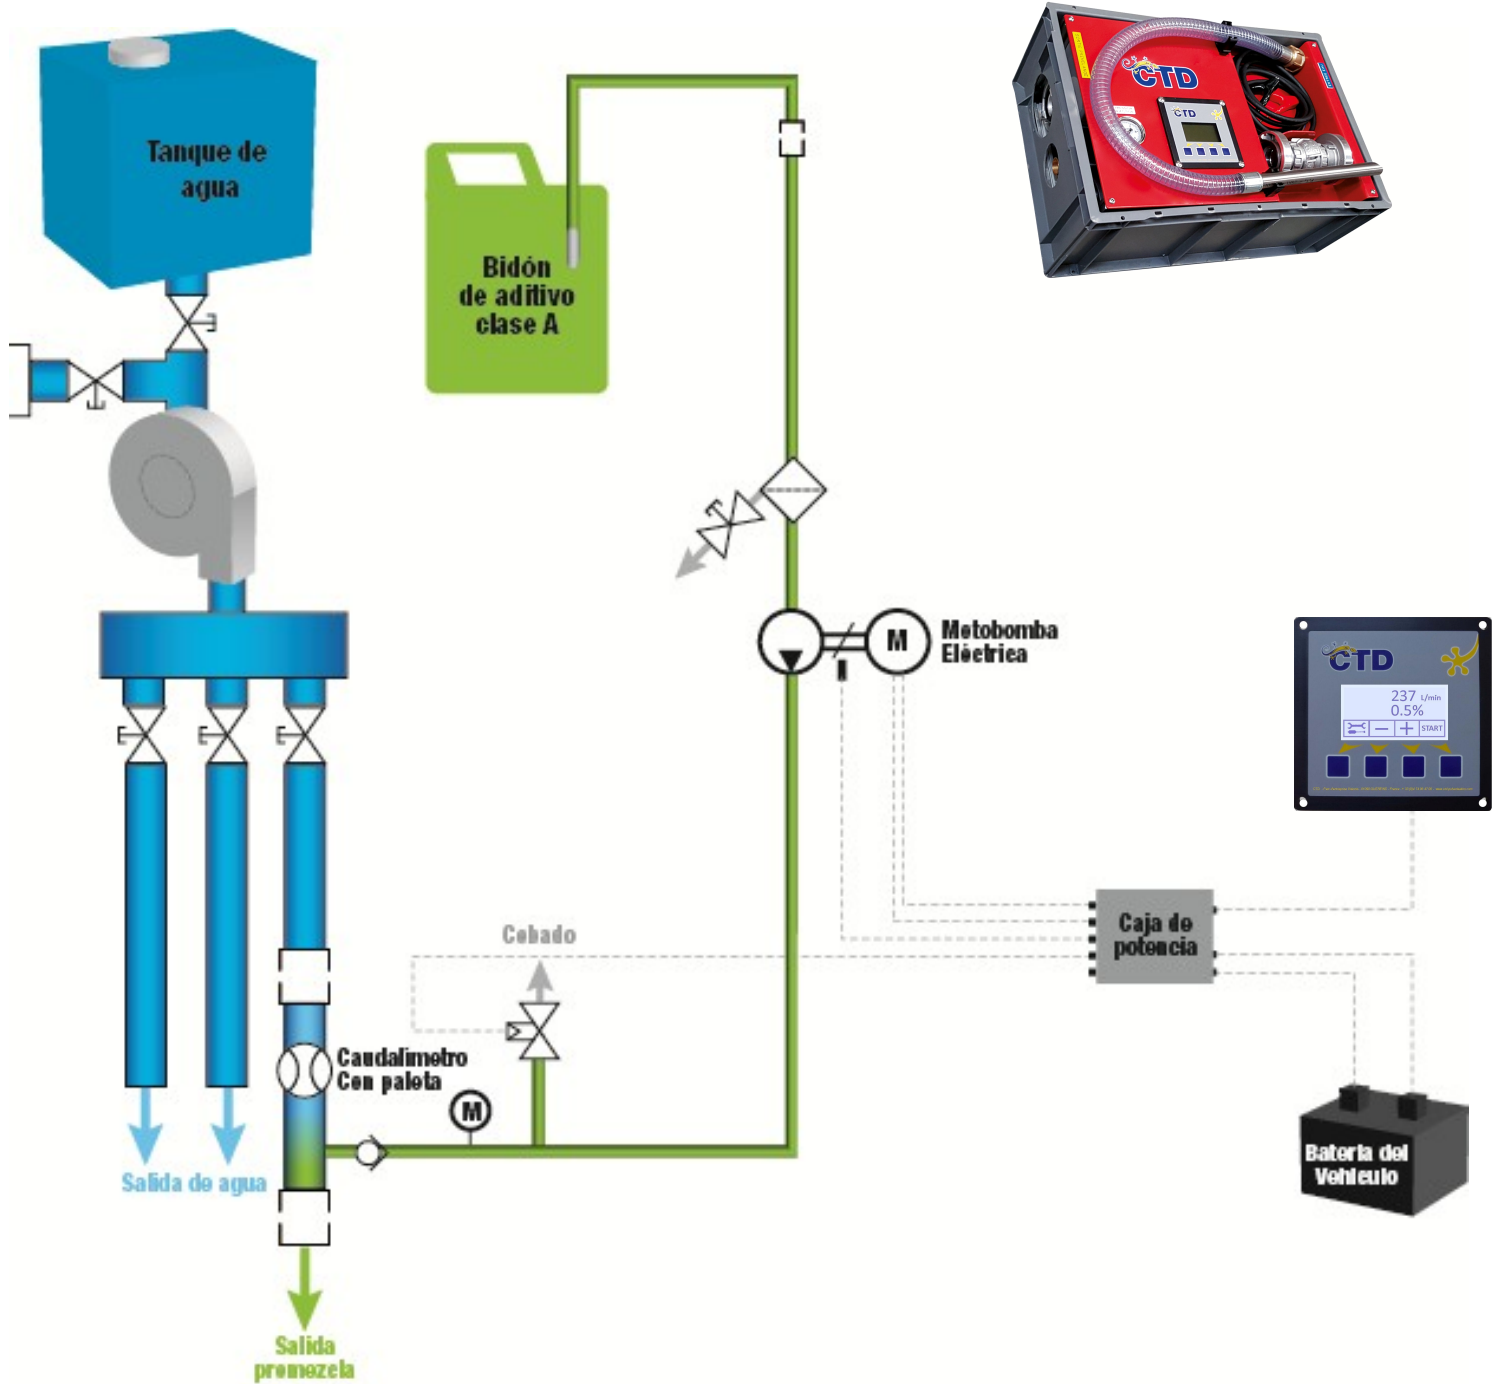 Tanque de
agua
Bidón
de aditivo
clase A
CTD
CTD
Motobomba
Eléctrica
M
CTD
237 L/min
0.5%
START
Caja de
potencia
Cebado
Caudalímetro
Con paleta
M
Batería del
Vehículo
Salida de agua
Salida
promezcla